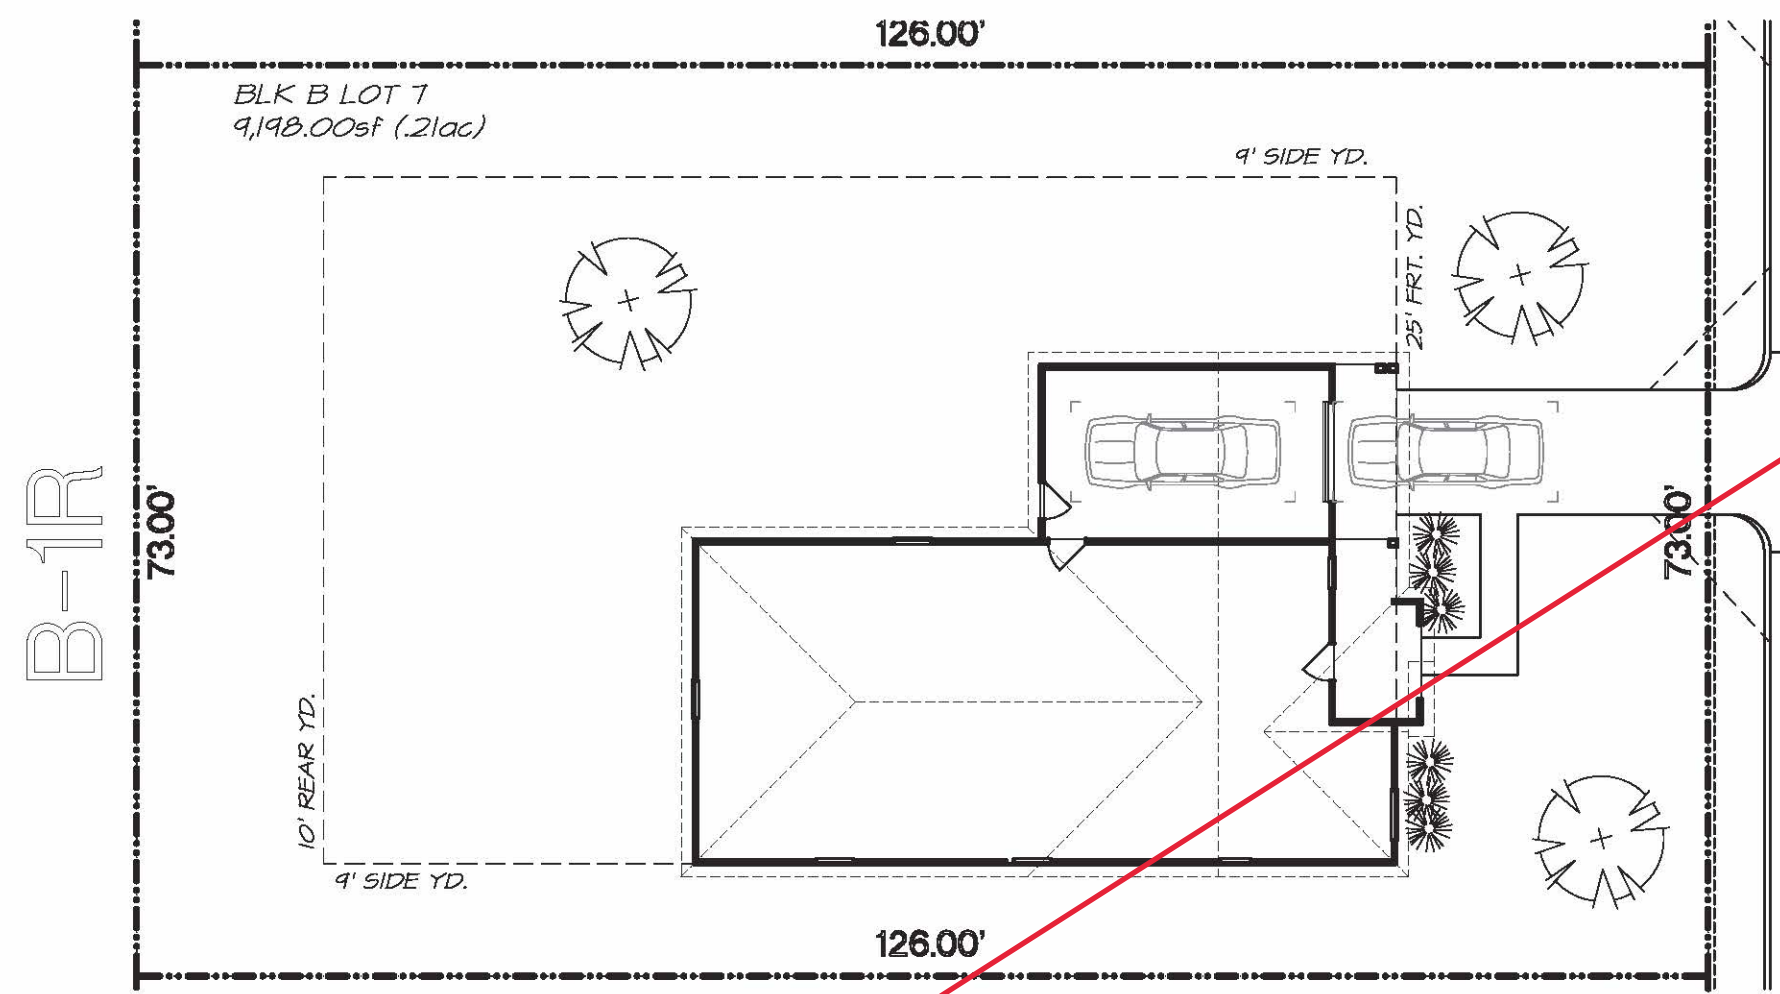 126.00'
BLK B LOT 7
9,198.00sf (.21ac)
9' SIDE YD.
25' FRT. YD.
B-1R
73.00'
73.00'
10' REAR YD.
9' SIDE YD.
126.00'